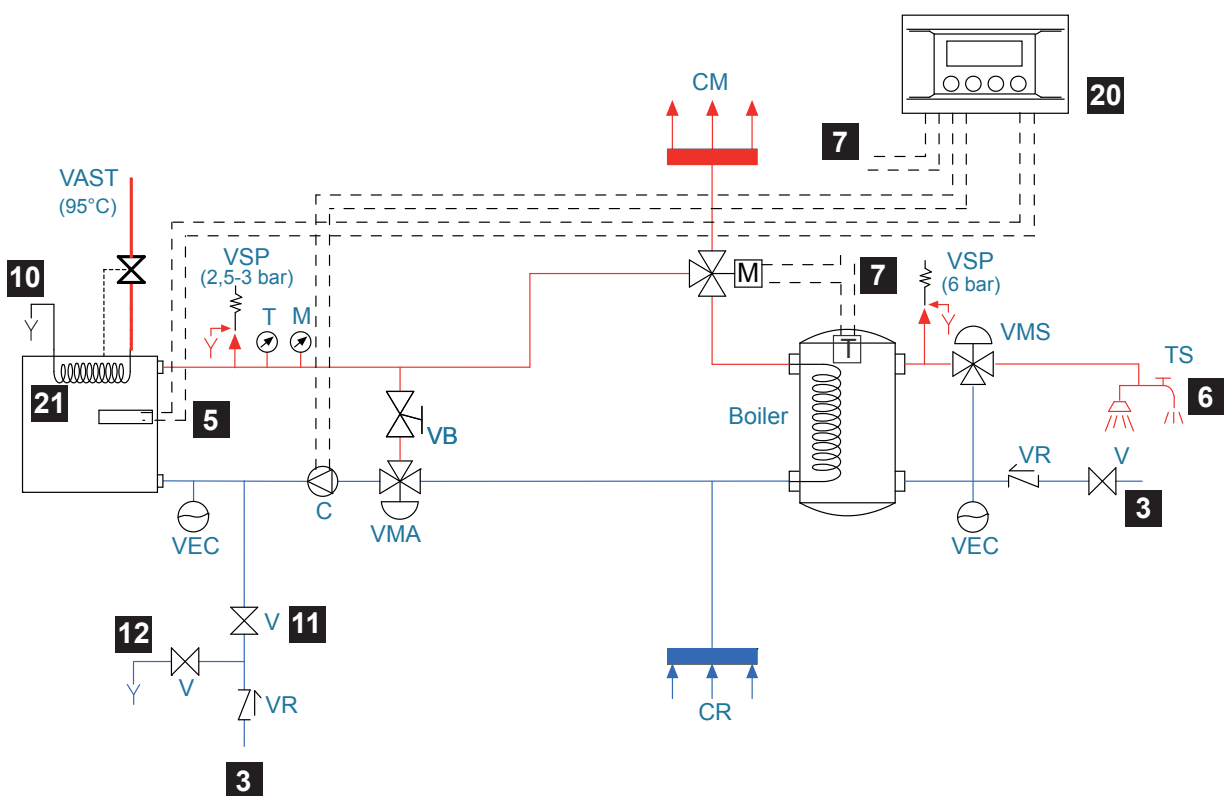 CM
20
7
VAST
(95°C)
10
VSP
(2,5-3 bar)
T
M
M
7
VSP
(6 bar)
VMS
T
TS
21
5
Boiler
6
VB
VR
V
3
C
VMA
VEC
VEC
V
11
12
V
VR
CR
3